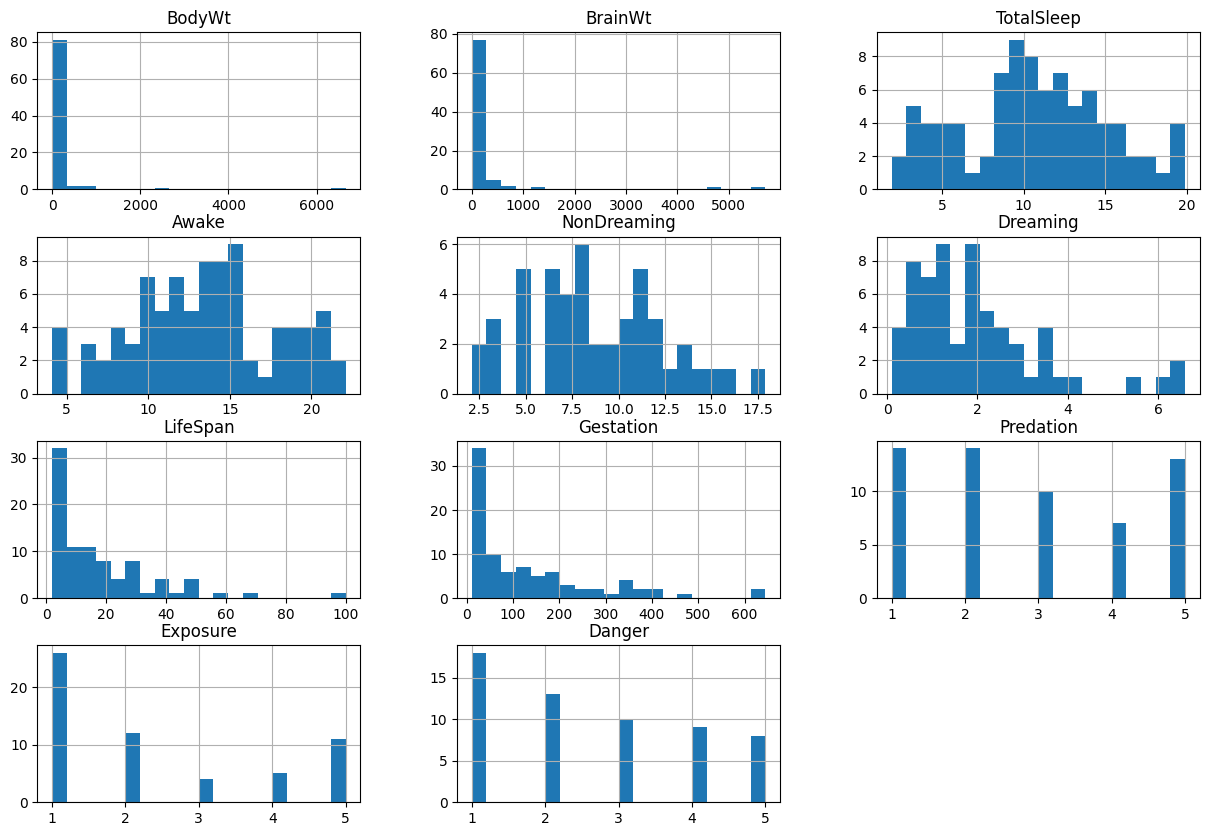 BodyWt
80
60
40
20
0
0 2000 4000 6000
BrainWt
80
60
40
20
0
0 1000 2000 3000 4000 5000
TotalSleep
8
6
4
2
0
5 10 15 20
Awake
8
6
4
2
0
5 10 15 20
NonDreaming
6
4
2
0
2.5 5.0 7.5 10.0 12.5 15.0 17.5
Dreaming
8
6
4
2
0
0 2 4 6
LifeSpan
30
20
10
0
0 20 40 60 80 100
Gestation
30
20
10
0
0 100 200 300 400 500 600
Predation
10
5
0
1 2 3 4 5
Exposure
20
10
0
1 2 3 4 5
Danger
15
10
5
0
1 2 3 4 5